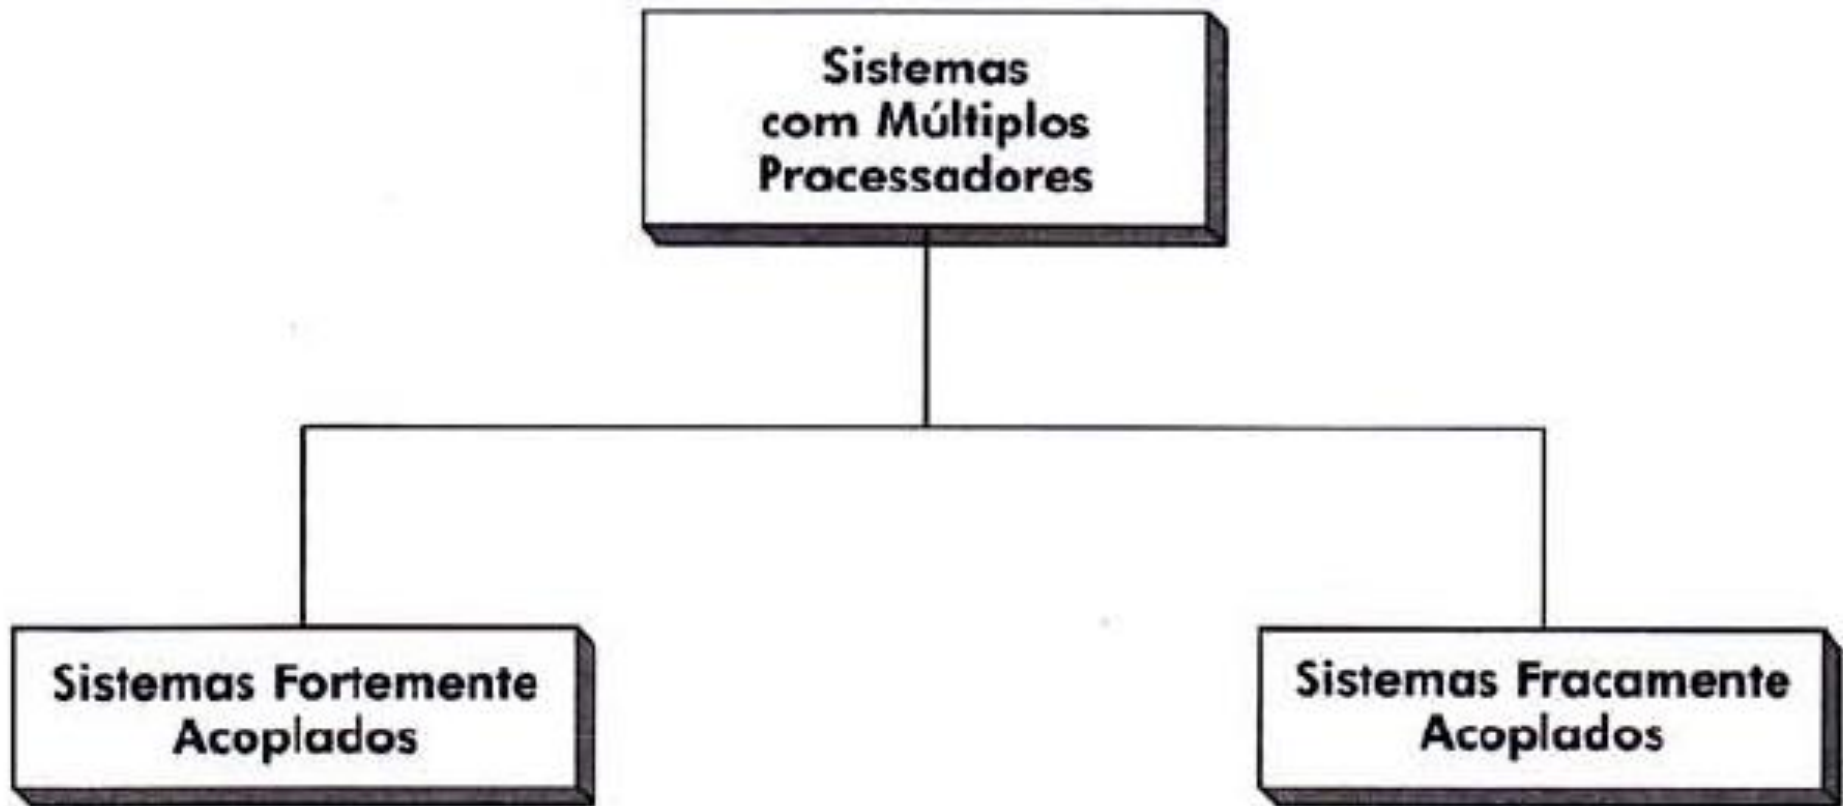 Sistemas
com Múltiplos
Processadores
Sistemas Fortemente
Acoplados
Sistemas Fracamente
Acoplados